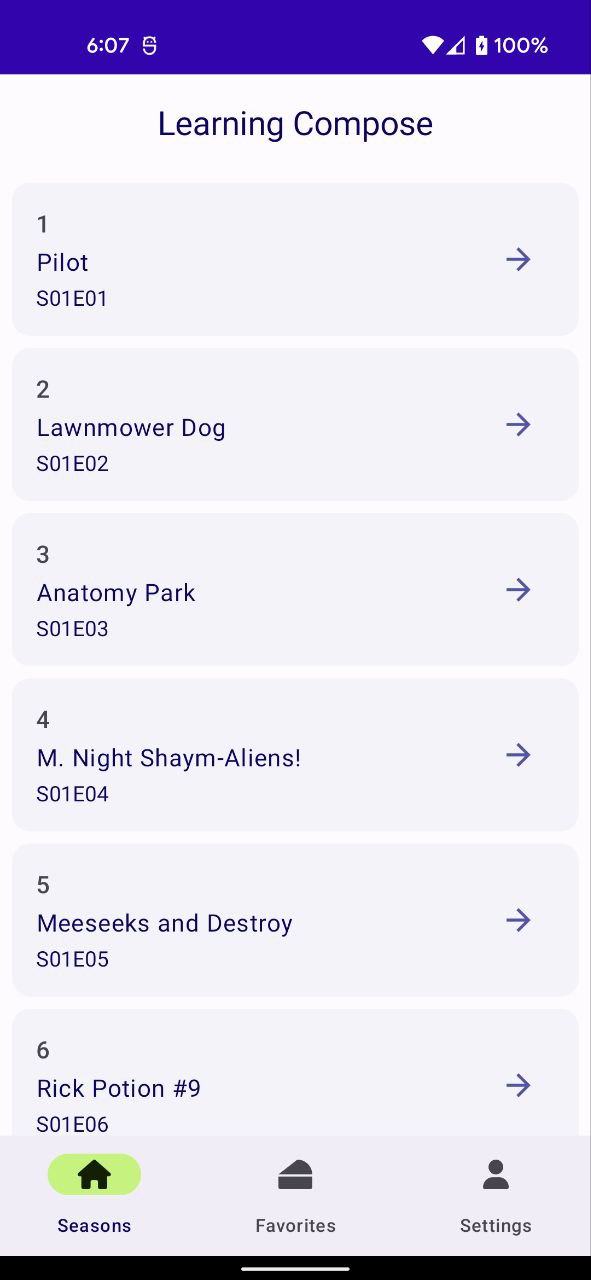 6:07
100%
Learning Compose
1
Pilot
S01E01
2
Lawnmower Dog
S01E02
3
Anatomy Park
S01E03
4
M. Night Shaym-Aliens!
S01E04
5
Meeseeks and Destroy
S01E05
6
Rick Potion #9
S01E06
Seasons
Favorites
Settings